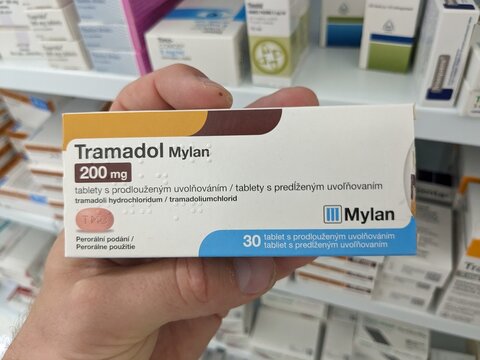 Tramadol Mylan
200 mg
tablety s prodlouženým uvolňováním / tablety s predĺženým uvoľňovaním
tramadoli hydrochloridum / tramadoliumchlorid
Mylan
Perorální podání /
Perorálne použitie
30 tablet s prodlouženým uvolňováním
tabliet s predĺženým uvoľňovaním